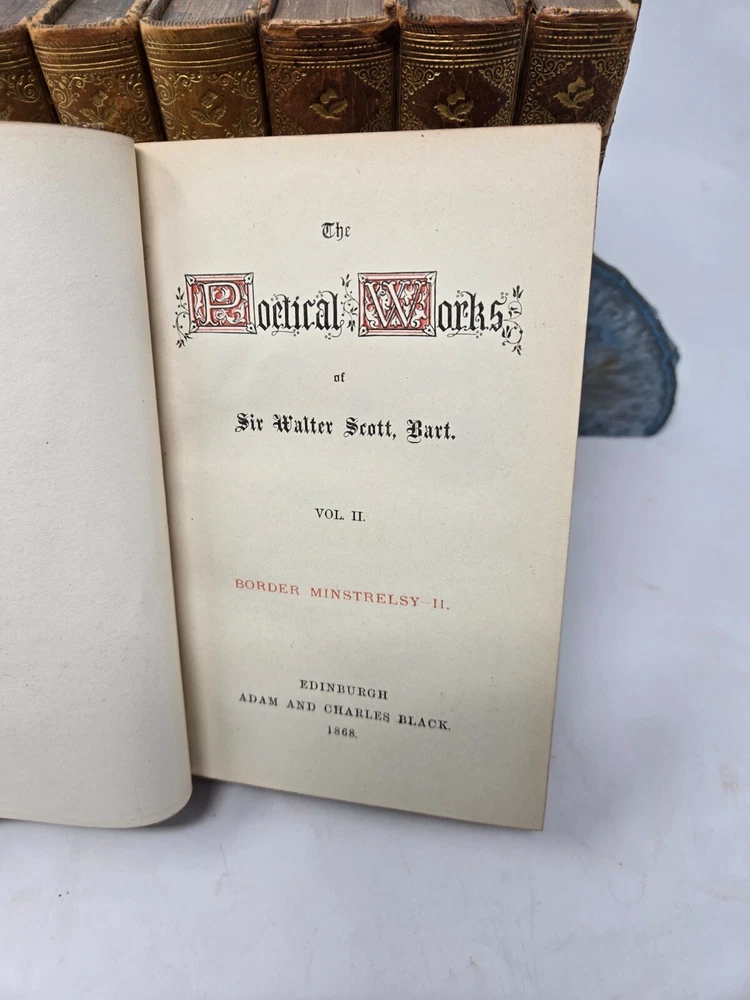 The
Poetical Works
of
Sir Walter Scott, Bart.
VOL. II.
BORDER MINSTRELSY—II.
EDINBURGH
ADAM AND CHARLES BLACK.
1868.